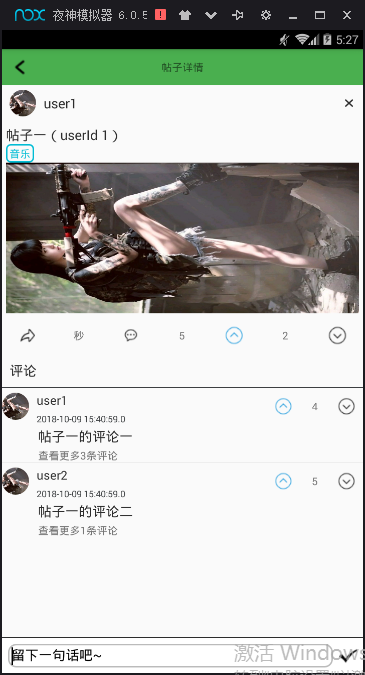 nox 夜神模拟器 6.0.5
5:27
帖子详情
user1
帖子一（userId 1）
音乐
秒 5 2
评论
user1 4
2018-10-09 15:40:59.0
帖子一的评论一
查看更多3条评论
user2 5
2018-10-09 15:40:59.0
帖子一的评论二
查看更多1条评论
留下一句话吧~
激活 Windows